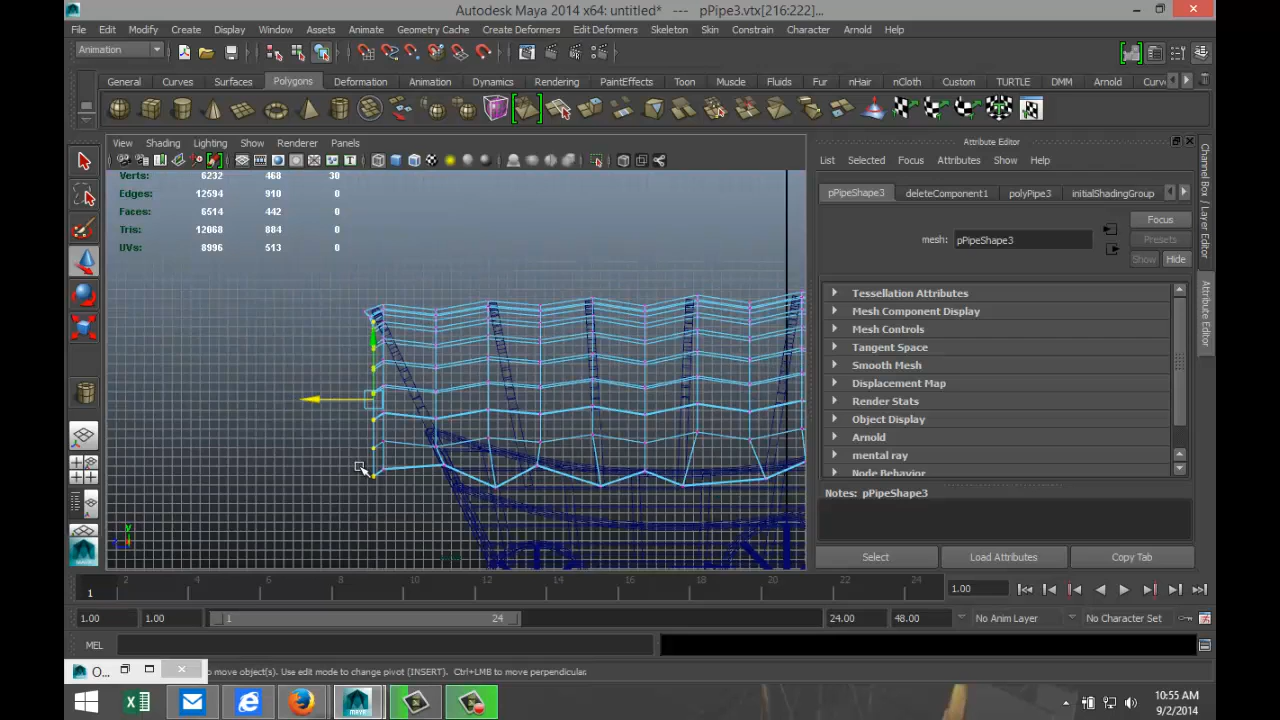 Autodesk Maya 2014 x64: untitled* --- pPipe3.vtx[216:222]...
File Edit Modify Create Display Window Assets Animate Geometry Cache Create Deformers Edit Deformers Skeleton Skin Constrain Character Arnold Help
Animation
General Curves Surfaces Polygons Deformation Animation Dynamics Rendering PaintEffects Toon Muscle Fluids Fur nHair nCloth Custom TURTLE DMM Arnold Curv
View Shading Lighting Show Renderer Panels
Verts: 6232 468 30
Edges: 12594 910 0
Faces: 6514 442 0
Tris: 12068 884 0
UVs: 8996 513 0
Attribute Editor
List Selected Focus Attributes Show Help
pPipeShape3 deleteComponent1 polyPipe3 initialShadingGroup
mesh: pPipeShape3
Focus
Presets
Show Hide
Tessellation Attributes
Mesh Component Display
Mesh Controls
Tangent Space
Smooth Mesh
Displacement Map
Render Stats
Object Display
Arnold
mental ray
Node Behavior
Notes: pPipeShape3
Select Load Attributes Copy Tab
Channel Box / Layer Editor
Attribute Editor
y
2 4 6 8 10 12 14 16 18 20 22 24
1
1.00
1.00 1.00 1 24 24.00 48.00 No Anim Layer No Character Set
MEL
O...
to move object(s). Use edit mode to change pivot [INSERT]. Ctrl+LMB to move perpendicular.
10:55 AM
9/2/2014